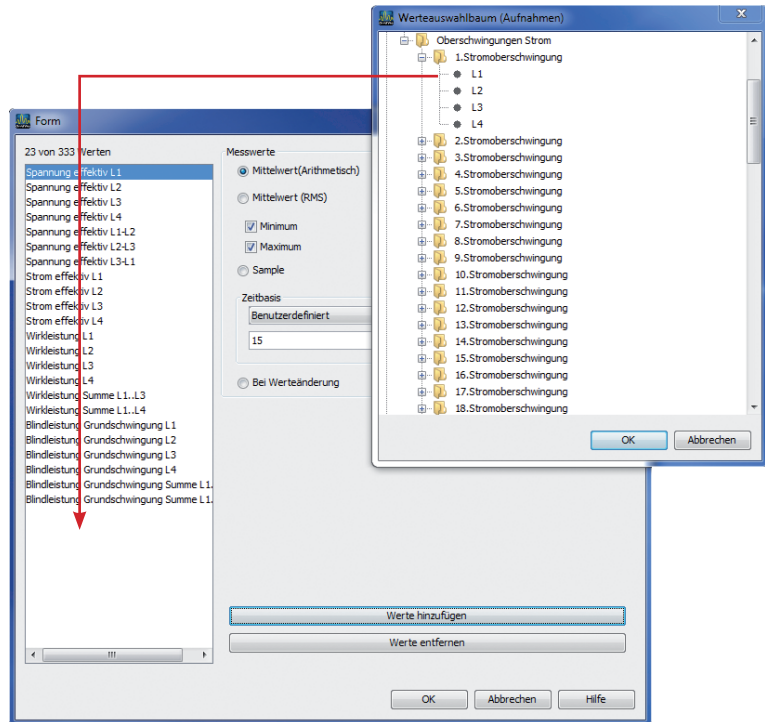 Werteauswahlbaum (Aufnahmen)
x
Oberschwingungen Strom
1.Stromoberschwingung
L1
L2
L3
L4
2.Stromoberschwingung
3.Stromoberschwingung
4.Stromoberschwingung
5.Stromoberschwingung
6.Stromoberschwingung
7.Stromoberschwingung
8.Stromoberschwingung
9.Stromoberschwingung
10.Stromoberschwingung
11.Stromoberschwingung
12.Stromoberschwingung
13.Stromoberschwingung
14.Stromoberschwingung
15.Stromoberschwingung
16.Stromoberschwingung
17.Stromoberschwingung
18.Stromoberschwingung
OK Abbrechen
Form
23 von 333 Werten
Spannung effektiv L1
Spannung effektiv L2
Spannung effektiv L3
Spannung effektiv L4
Spannung effektiv L1-L2
Spannung effektiv L2-L3
Spannung effektiv L3-L1
Strom effektiv L1
Strom effektiv L2
Strom effektiv L3
Strom effektiv L4
Wirkleistung L1
Wirkleistung L2
Wirkleistung L3
Wirkleistung L4
Wirkleistung Summe L1..L3
Wirkleistung Summe L1..L4
Blindleistung Grundschwingung L1
Blindleistung Grundschwingung L2
Blindleistung Grundschwingung L3
Blindleistung Grundschwingung L4
Blindleistung Grundschwingung Summe L1.
Blindleistung Grundschwingung Summe L1.
Messwerte
Mittelwert(Arithmetisch)
Mittelwert (RMS)
Minimum
Maximum
Sample
Zeitbasis
Benutzerdefiniert
15
Bei Werteänderung
Werte hinzufügen
Werte entfernen
OK Abbrechen Hilfe